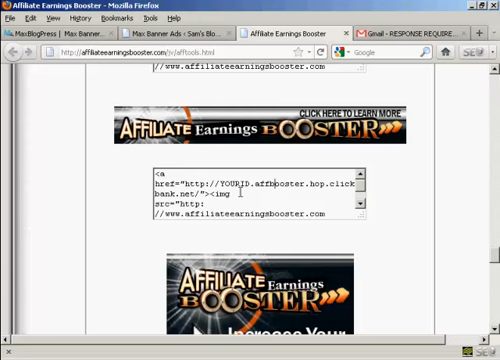 Affiliate Earnings Booster - Mozilla Firefox
File Edit View History Bookmarks Tools Help
MaxBlogPress
Max Banner
Max Banner Ads - Sam's Blo
Affiliate Earnings Booster
Gmail - RESPONSE REQUIRE
http://affiliateearningsbooster.com/jv/afftools.html
Google
//www.affiliateearningsbooster.com
CLICK HERE TO LEARN MORE
AFFILIATE Earnings BOOSTER
<a
href="http://YOURID.affbooster.hop.click
bank.net/"><img
src="http:
//www.affiliateearningsbooster.com
AFFILIATE
Earnings
BOOSTER
Increase Your